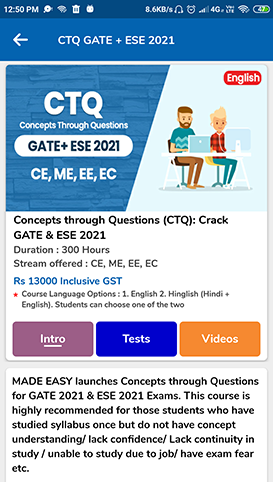 12:50 PM 8.6KB/s 4G VoLTE 47
CTQ GATE + ESE 2021
English
CTQ
Concepts Through Questions
GATE+ ESE 2021
CE, ME, EE, EC
Concepts through Questions (CTQ): Crack
GATE & ESE 2021
Duration : 300 Hours
Stream offered : CE, ME, EE, EC
Rs 13000 Inclusive GST
★ Course Language Options : 1. English 2. Hinglish (Hindi +
English). Students can choose one of the two
Intro Tests Videos
MADE EASY launches Concepts through Questions
for GATE 2021 & ESE 2021 Exams. This course is
highly recommended for those students who have
studied syllabus once but do not have concept
understanding/ lack confidence/ Lack continuity in
study / unable to study due to job/ have exam fear
etc.